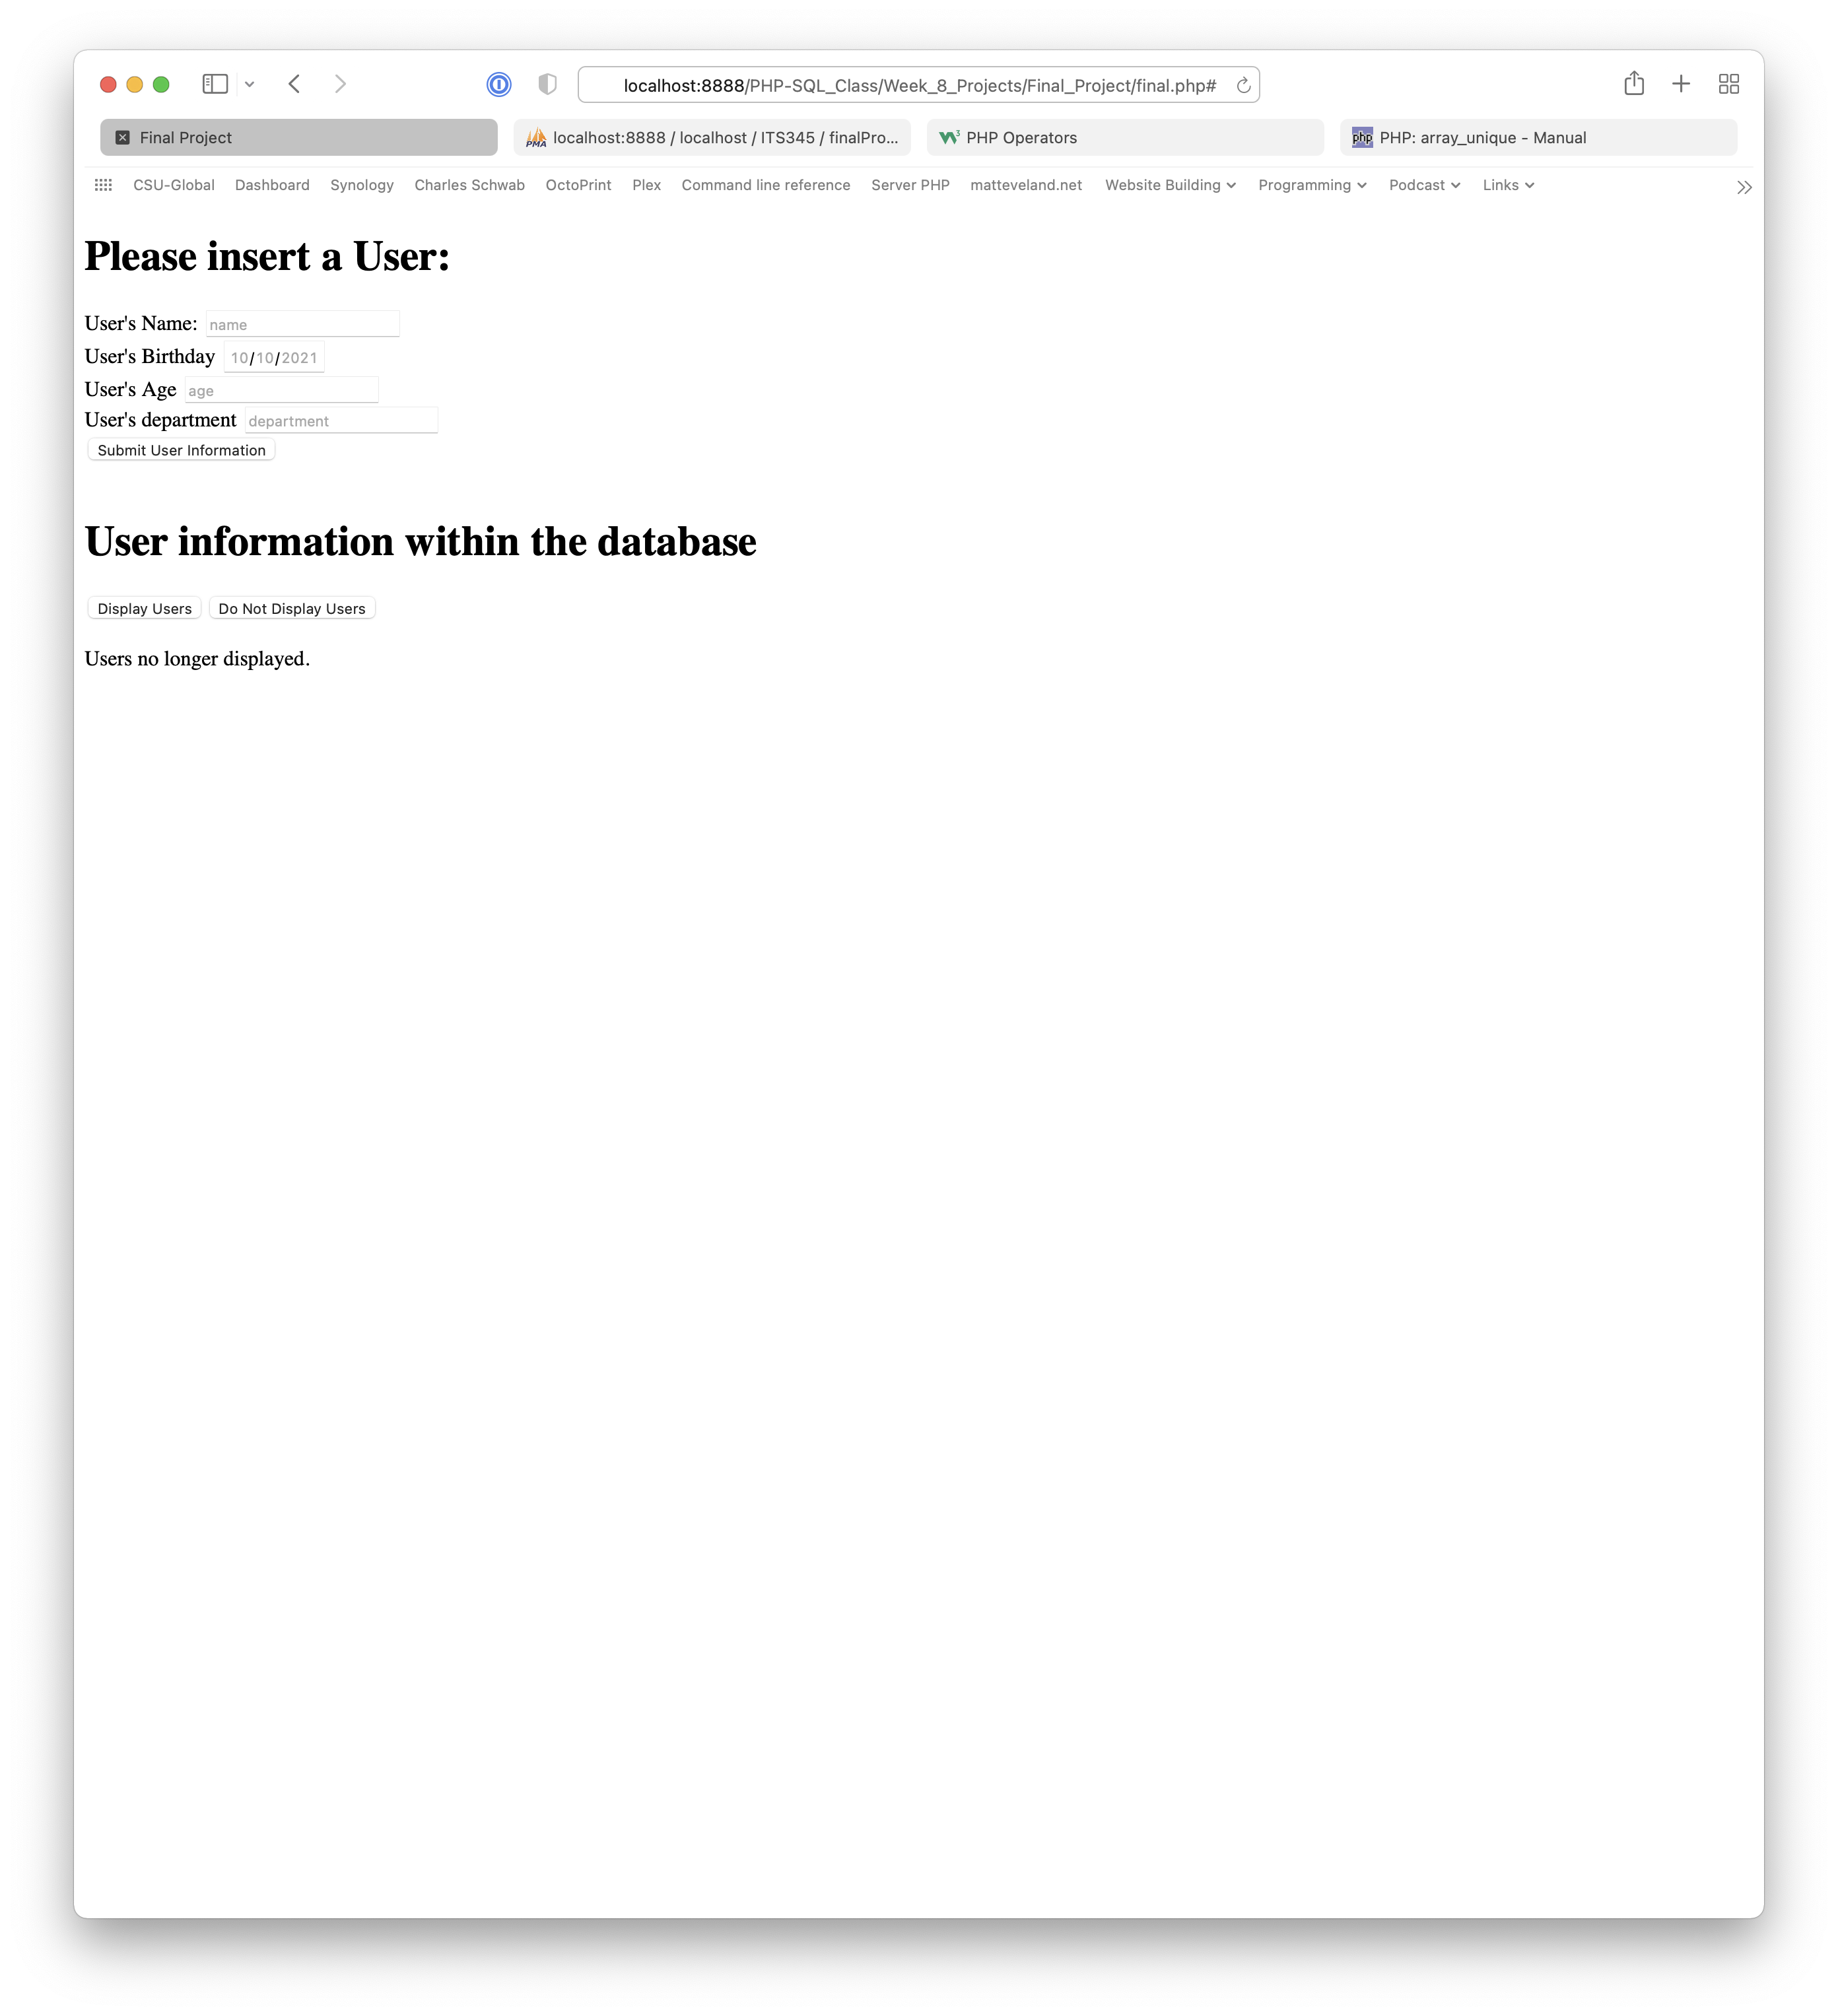 localhost:8888/PHP-SQL_Class/Week_8_Projects/Final_Project/final.php#
Final Project
PMA localhost:8888 / localhost / ITS345 / finalPro...
W3 PHP Operators
php PHP: array_unique - Manual
CSU-Global Dashboard Synology Charles Schwab OctoPrint Plex Command line reference Server PHP matteveland.net Website Building Programming Podcast Links
Please insert a User:
User's Name: name
User's Birthday 10/10/2021
User's Age age
User's department department
Submit User Information
User information within the database
Display Users Do Not Display Users
Users no longer displayed.